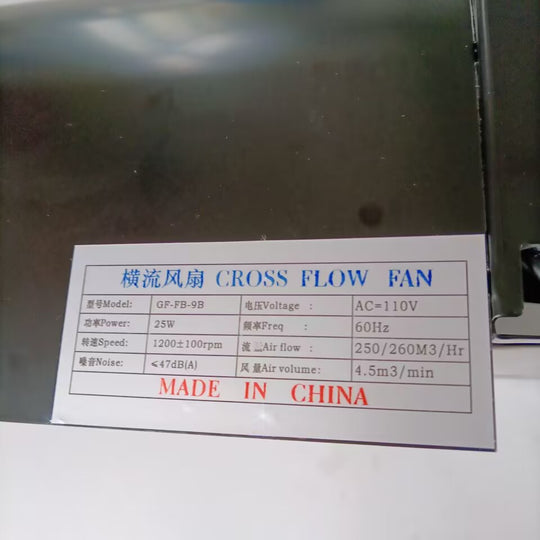 横流风扇 CROSS FLOW FAN
型号Model: GF-FB-9B 电压Voltage : AC=110V
功率Power: 25W 频率Freq : 60Hz
转速Speed: 1200±100rpm 流 Air flow : 250/260M3/Hr
噪音Noise: ≤47dB(A) 风量Air volume: 4.5m3/min
MADE IN CHINA